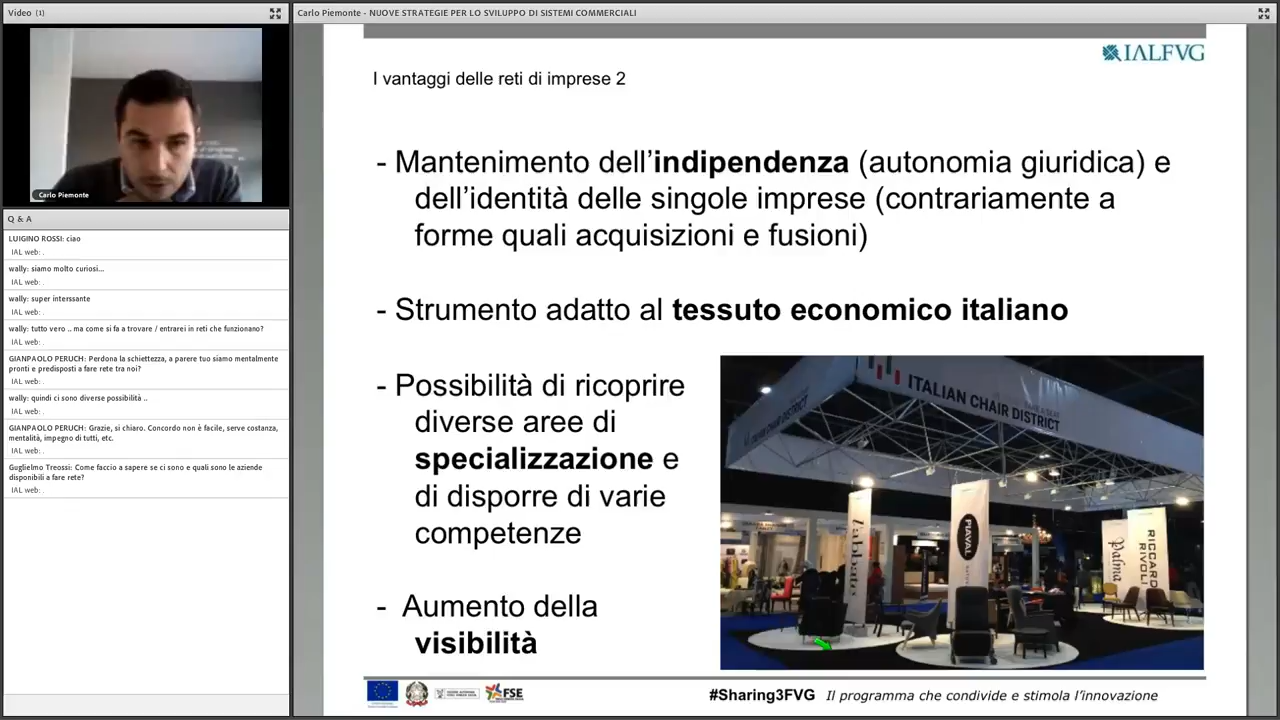 Video (1)
Carlo Piemonte - NUOVE STRATEGIE PER LO SVILUPPO DI SISTEMI COMMERCIALI
Carlo Piemonte
Q & A
LUIGINO ROSSI: ciao
IAL web: .
wally: siamo molto curiosi...
IAL web: .
wally: super interssante
IAL web: .
wally: tutto vero .. ma come si fa a trovare / entrarei in reti che funzionano?
IAL web: .
GIANPAOLO PERUCH: Perdona la schiettezza, a parere tuo siamo mentalmente
pronti e predisposti a fare rete tra noi?
IAL web: .
wally: quindi ci sono diverse possibilità ..
IAL web: .
GIANPAOLO PERUCH: Grazie, si chiaro. Concordo non è facile, serve costanza,
mentalità, impegno di tutti, etc.
IAL web: .
Guglielmo Treossi: Come faccio a sapere se ci sono e quali sono le aziende
disponibili a fare rete?
IAL web: .
IALFVG
I vantaggi delle reti di imprese 2
- Mantenimento dell'indipendenza (autonomia giuridica) e
dell'identità delle singole imprese (contrariamente a
forme quali acquisizioni e fusioni)
- Strumento adatto al tessuto economico italiano
- Possibilità di ricoprire
diverse aree di
specializzazione e
di disporre di varie
competenze
- Aumento della
visibilità
ITALIAN CHAIR DISTRICT
PIAVAL
Palma
RICCARDO
RIVOLI
FSE
#Sharing3FVG Il programma che condivide e stimola l'innovazione